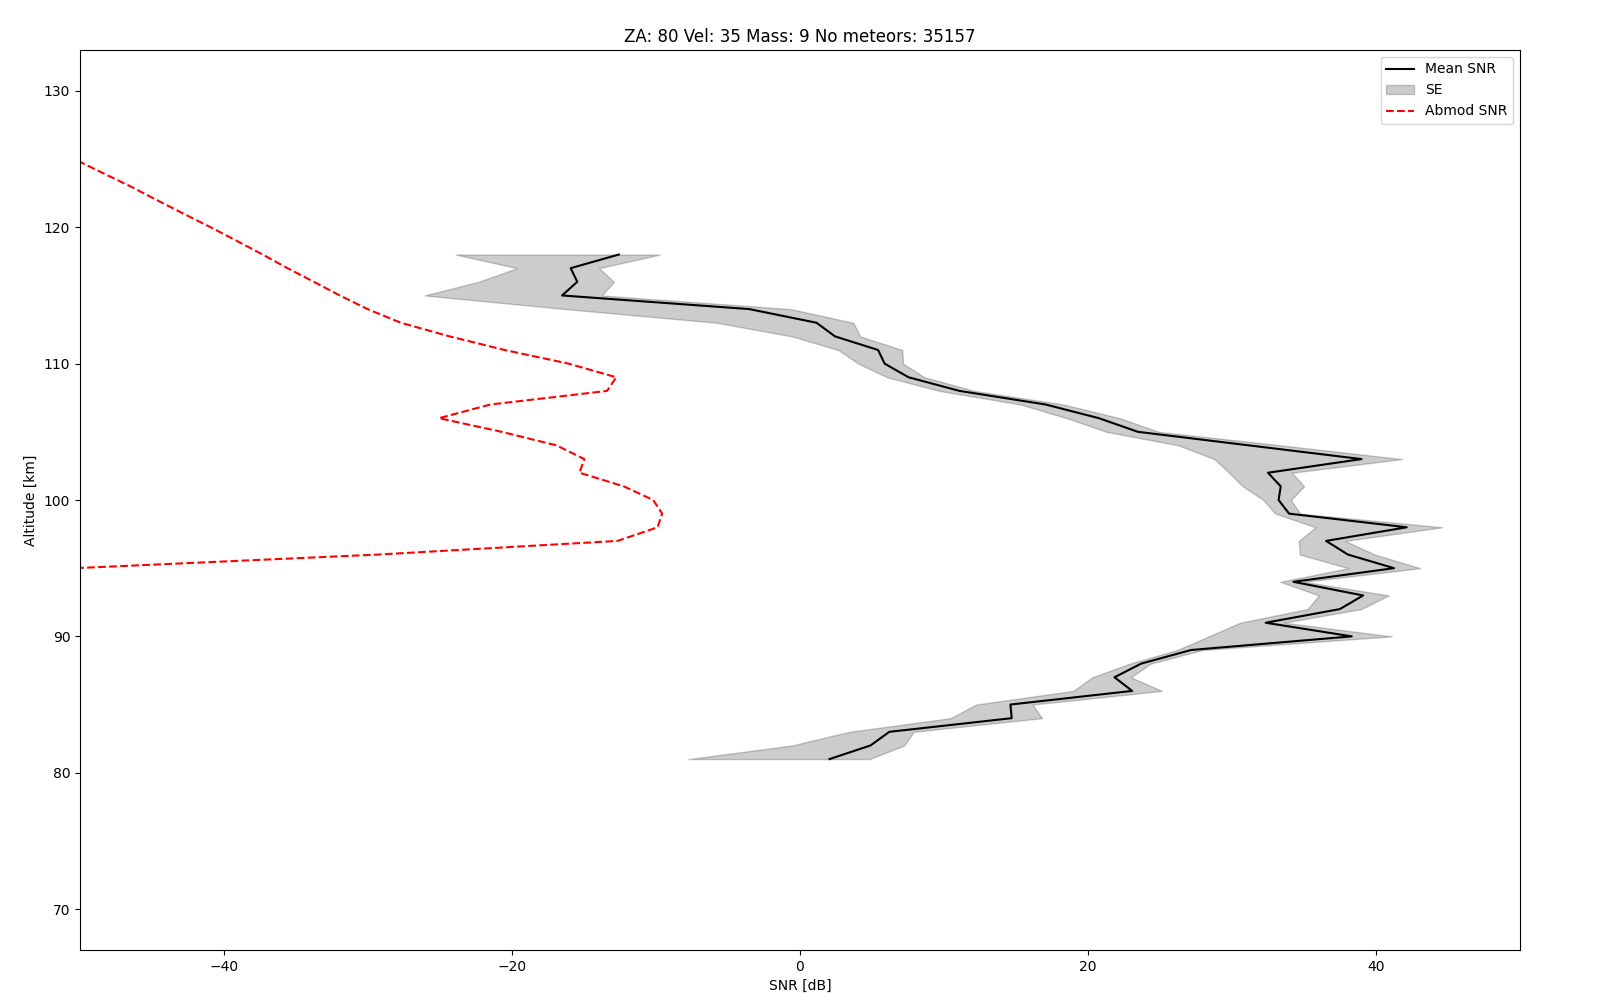 ZA: 80 Vel: 35 Mass: 9 No meteors: 35157
Mean SNR
SE
Abmod SNR
130
120
110
100
90
80
70
Altitude [km]
−40
−20
0
20
40
SNR [dB]